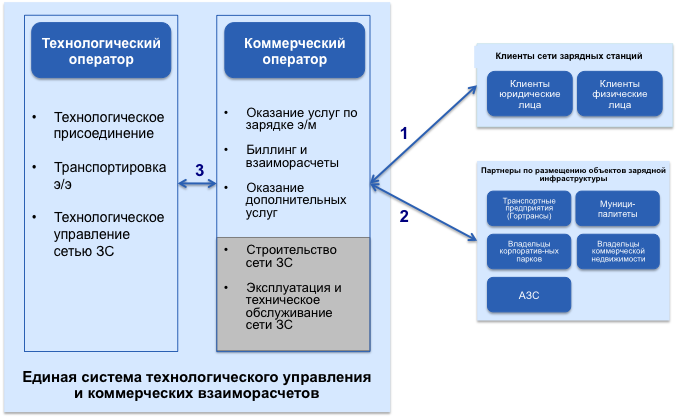 Технологический
оператор
• Технологическое
присоединение
• Транспортировка
э/э
• Технологическое
управление
сетью ЗС
3
Коммерческий
оператор
• Оказание услуг по
зарядке э/м
• Биллинг и
взаиморасчеты
• Оказание
дополнительных
услуг
• Строительство
сети ЗС
• Эксплуатация и
техническое
обслуживание
сети ЗС
Единая система технологического управления
и коммерческих взаиморасчетов
1
2
Клиенты сети зарядных станций
Клиенты
юридические
лица
Клиенты
физические
лица
Партнеры по размещению объектов зарядной
инфраструктуры
Транспортные
предприятия
(Гортрансы)
Муници-
палитеты
Владельцы
корпоратив-ных
парков
Владельцы
коммерческой
недвижимости
АЗС